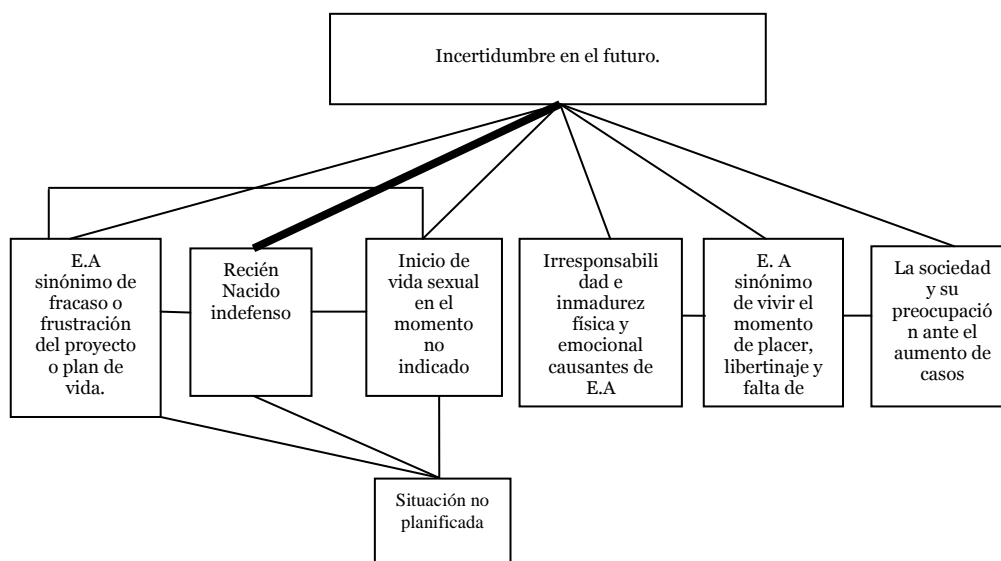 Incertidumbre en el futuro.
E.A
sinónimo de
fracaso o
frustración
del proyecto
o plan de
vida.
Recién
Nacido
indefenso
Inicio de
vida sexual
en el
momento
no
indicado
Irresponsabili
dad e
inmadurez
física y
emocional
causantes de
E.A
E. A
sinónimo
de vivir el
momento
de placer,
libertinaje y
falta de
La sociedad
y su
preocupació
n ante el
aumento de
casos
Situación no
planificada